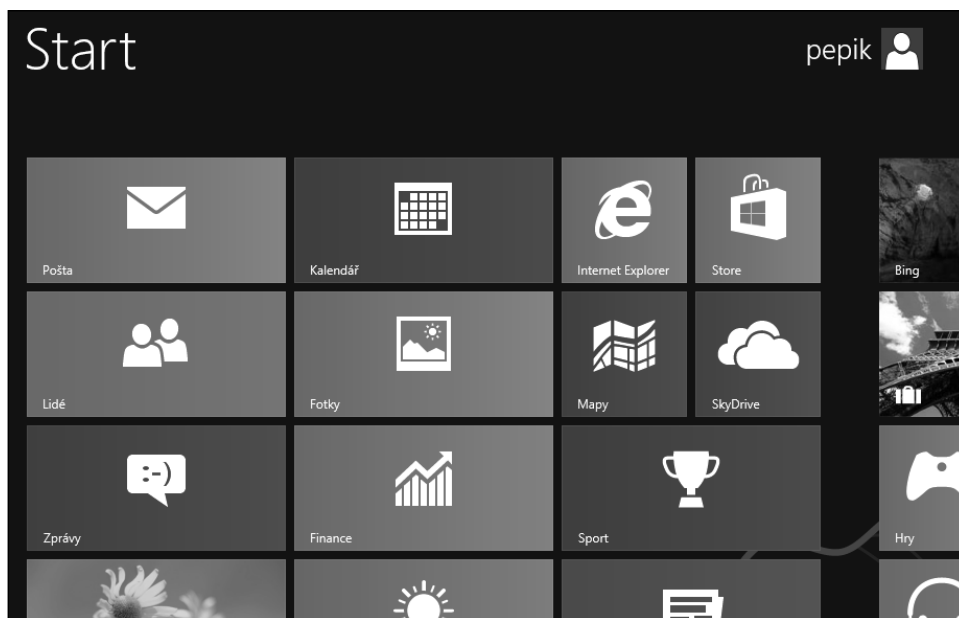 Start
pepik
Pošta
Kalendář
Internet Explorer
Store
Bing
Lidé
Fotky
Mapy
SkyDrive
:-)
Zprávy
Finance
Sport
Hry